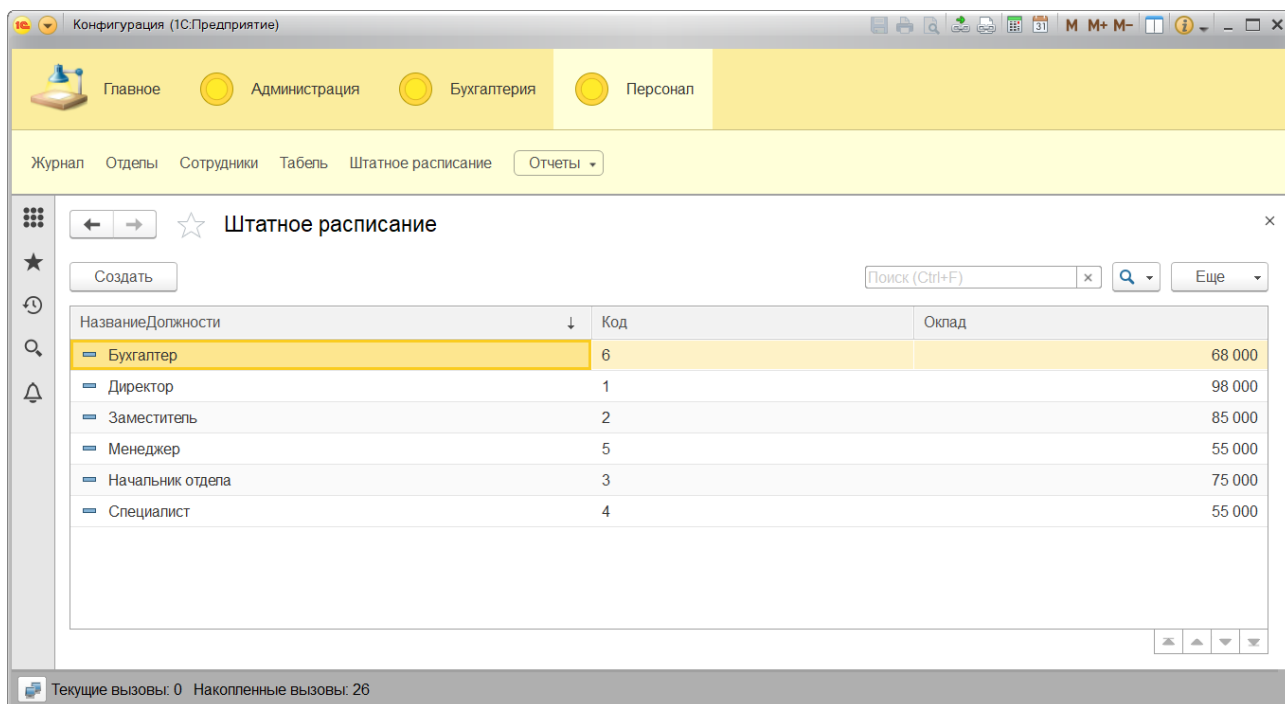 1С Конфигурация (1С:Предприятие) 31 M M+ M- i
Главное Администрация Бухгалтерия Персонал
Журнал Отделы Сотрудники Табель Штатное расписание Отчеты
Штатное расписание
Создать Поиск (Ctrl+F) Еще
НазваниеДолжности ↓ Код Оклад
Бухгалтер 6 68 000
Директор 1 98 000
Заместитель 2 85 000
Менеджер 5 55 000
Начальник отдела 3 75 000
Специалист 4 55 000
Текущие вызовы: 0 Накопленные вызовы: 26